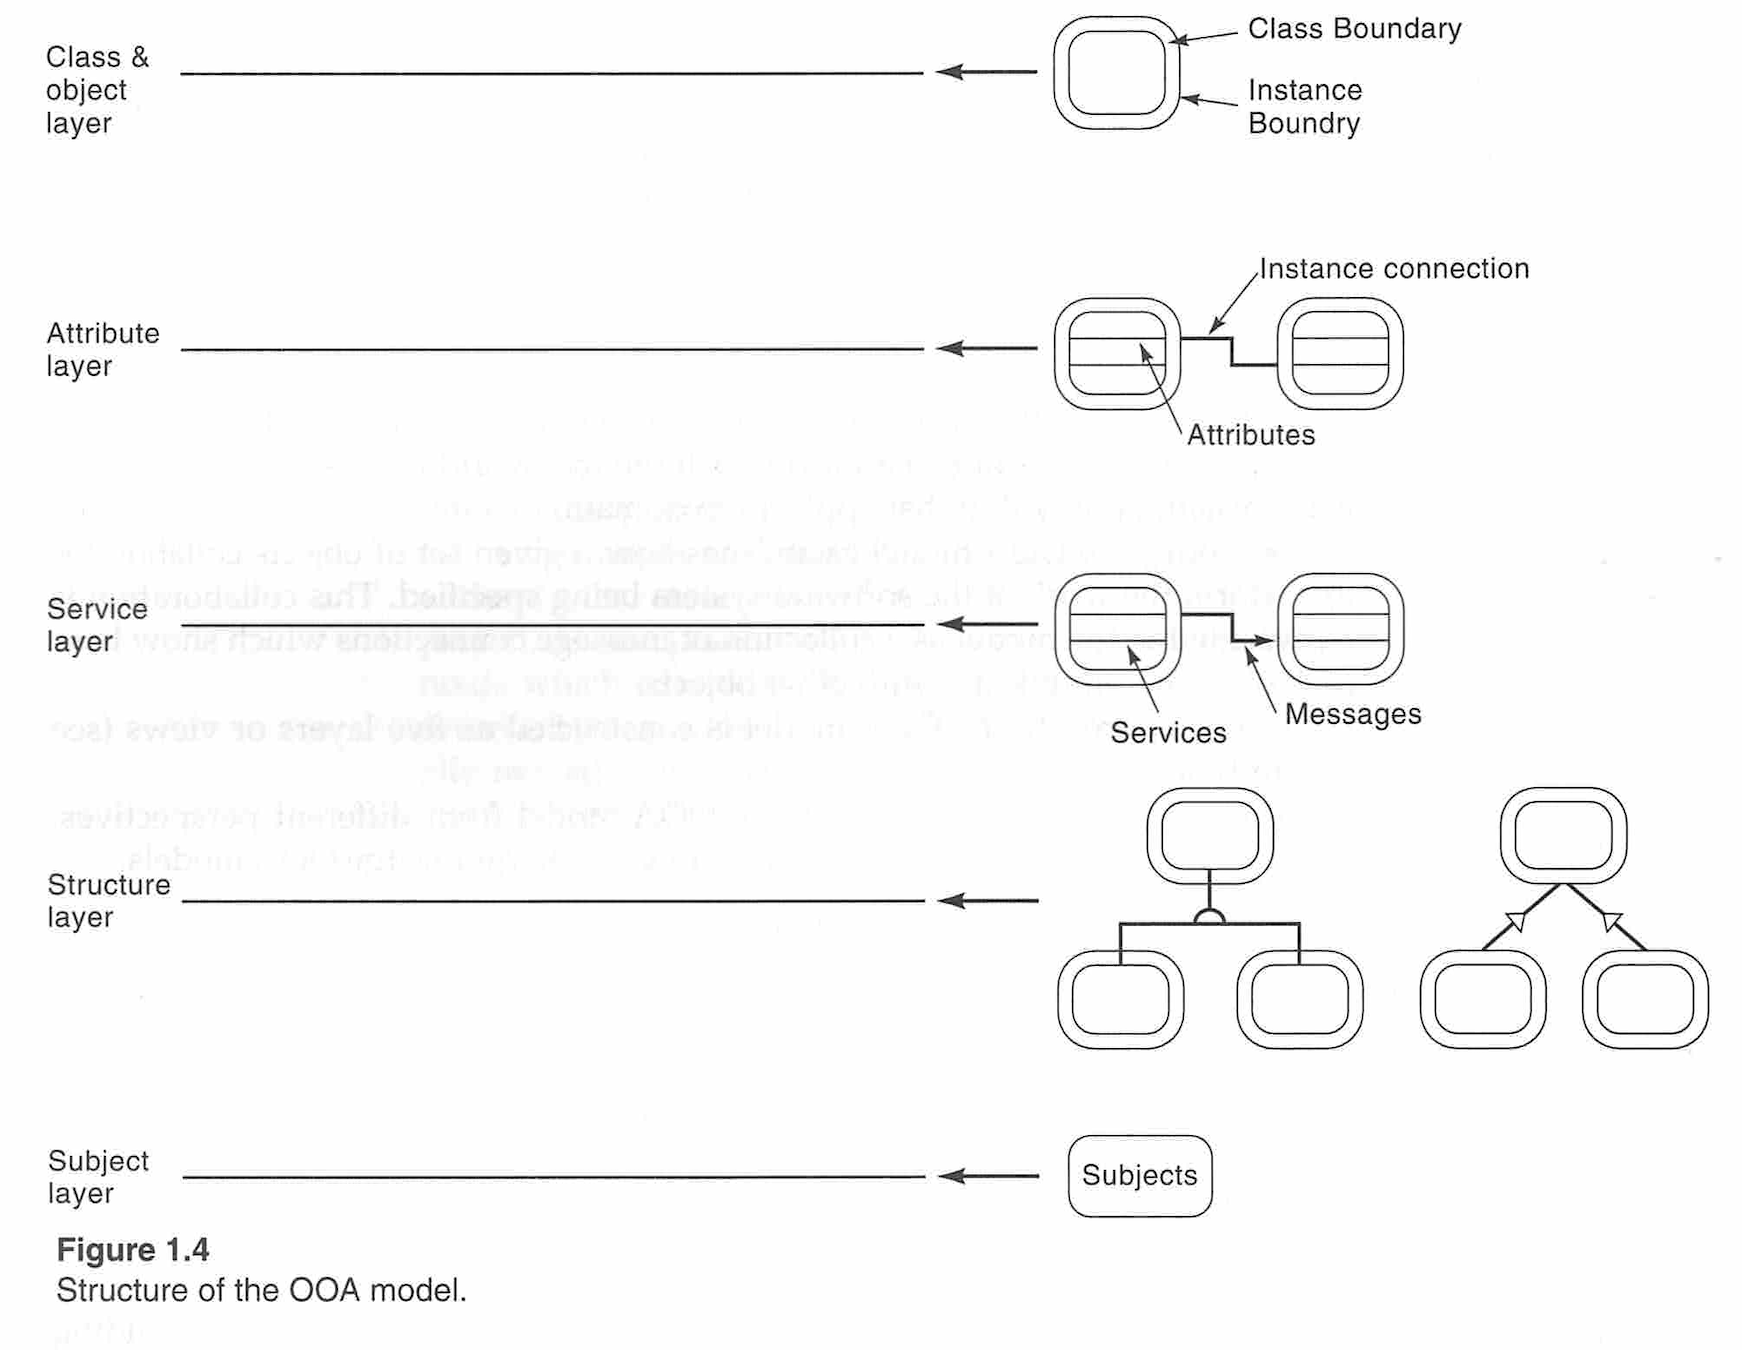 Class &
object
layer
Class Boundary
Instance
Boundry
Attribute
layer
Instance connection
Attributes
Service
layer
Services
Messages
Structure
layer
Subject
layer
Subjects
Figure 1.4
Structure of the OOA model.